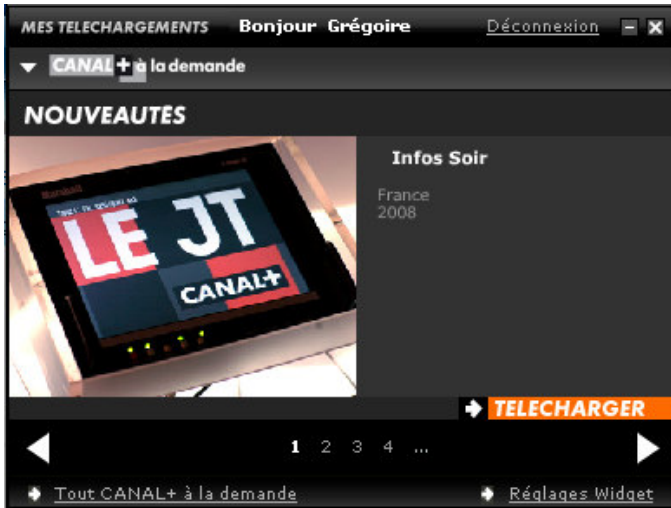 MES TELECHARGEMENTS Bonjour Grégoire Déconnexion
CANAL+ à la demande
NOUVEAUTÉS
Infos Soir
France
2008
LE JT
CANAL+
TELECHARGER
1 2 3 4 ...
Tout CANAL+ à la demande Réglages Widget